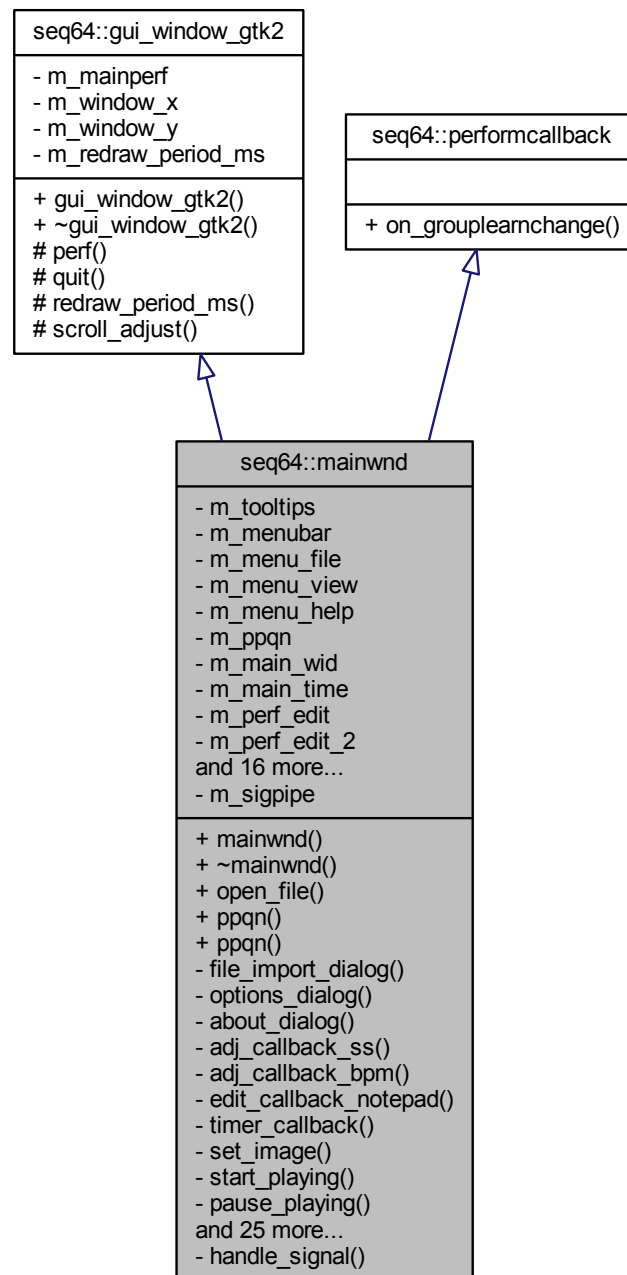 seq64::gui_window_gtk2
- m_mainperf
- m_window_x
- m_window_y
- m_redraw_period_ms
+ gui_window_gtk2()
+ ~gui_window_gtk2()
# perf()
# quit()
# redraw_period_ms()
# scroll_adjust()
seq64::performcallback
+ on_grouplearnchange()
seq64::mainwnd
- m_tooltips
- m_menubar
- m_menu_file
- m_menu_view
- m_menu_help
- m_ppqn
- m_main_wid
- m_main_time
- m_perf_edit
- m_perf_edit_2
and 16 more...
- m_sigpipe
+ mainwnd()
+ ~mainwnd()
+ open_file()
+ ppqn()
+ ppqn()
- file_import_dialog()
- options_dialog()
- about_dialog()
- adj_callback_ss()
- adj_callback_bpm()
- edit_callback_notepad()
- timer_callback()
- set_image()
- start_playing()
- pause_playing()
and 25 more...
- handle_signal()